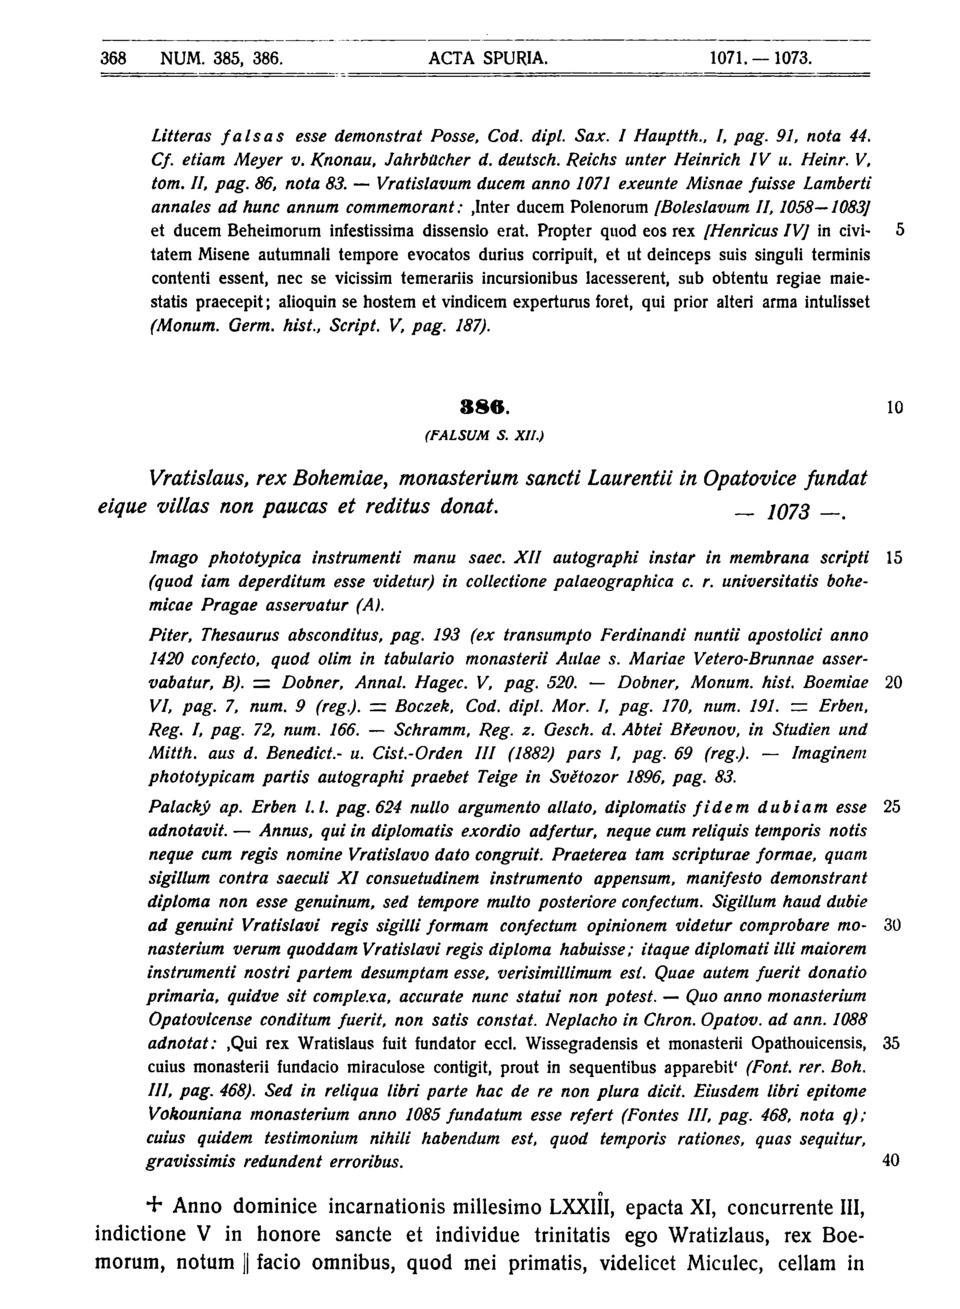 368 NUM. 385, 386. ACTA SPURIA. 1071. — 1073.
Litteras falsas esse demonstrat Posse, Cod. dipl. Sax. I Hauptth., I, pag. 91, nota 44.
Cf. etiam Meyer v. Knonau, Jahrbücher d. deutsch. Reichs unter Heinrich IV u. Heinr. V,
tom. II, pag. 86, nota 83. — Vratislavum ducem anno 1071 exeunte Misnae fuisse Lamberti
annales ad hunc annum commemorant: ‚Inter ducem Polenorum [Boleslavum II, 1058—1083]
et ducem Beheimorum infestissima dissensio erat. Propter quod eos rex [Henricus IV] in civi- 5
tatem Misene autumnali tempore evocatos durius corripuit, et ut deinceps suis singuli terminis
contenti essent, nec se vicissim temerariis incursionibus lacesserent, sub obtentu regiae maie-
statis praecepit; alioquin se hostem et vindicem experturus foret, qui prior alteri arma intulisset
(Monum. Germ. hist., Script. V, pag. 187).
386. 10
(FALSUM S. XII.)
Vratislaus, rex Bohemiae, monasterium sancti Laurentii in Opatovice fundat
eique villas non paucas et reditus donat. — 1073 —.
Imago phototypica instrumenti manu saec. XII autographi instar in membrana scripti 15
(quod iam deperditum esse videtur) in collectione palaeographica c. r. universitatis bohe-
micae Pragae asservatur (A).
Piter, Thesaurus absconditus, pag. 193 (ex transumpto Ferdinandi nuntii apostolici anno
1420 confecto, quod olim in tabulario monasterii Aulae s. Mariae Vetero-Brunnae asser-
vabatur, B). = Dobner, Annal. Hagec. V, pag. 520. — Dobner, Monum. hist. Boemiae 20
VI, pag. 7, num. 9 (reg.). = Boczek, Cod. dipl. Mor. I, pag. 170, num. 191. = Erben,
Reg. I, pag. 72, num. 166. — Schramm, Reg. z. Gesch. d. Abtei Břevnov, in Studien und
Mitth. aus d. Benedict.- u. Cist.-Orden III (1882) pars I, pag. 69 (reg.). — Imaginem
phototypicam partis autographi praebet Teige in Světozor 1896, pag. 83.
Palacký ap. Erben l. l. pag. 624 nullo argumento allato, diplomatis fidem dubiam esse 25
adnotavit. — Annus, qui in diplomatis exordio adfertur, neque cum reliquis temporis notis
neque cum regis nomine Vratislavo dato congruit. Praeterea tam scripturae formae, quam
sigillum contra saeculi XI consuetudinem instrumento appensum, manifesto demonstrant
diploma non esse genuinum, sed tempore multo posteriore confectum. Sigillum haud dubie
ad genuini Vratislavi regis sigilli formam confectum opinionem videtur comprobare mo- 30
nasterium verum quoddam Vratislavi regis diploma habuisse; itaque diplomati illi maiorem
instrumenti nostri partem desumptam esse, verisimillimum est. Quae autem fuerit donatio
primaria, quidve sit complexa, accurate nunc statui non potest. — Quo anno monasterium
Opatovicense conditum fuerit, non satis constat. Neplacho in Chron. Opatov. ad ann. 1088
adnotat: ‚Qui rex Wratislaus fuit fundator eccl. Wissegradensis et monasterii Opathouicensis, 35
cuius monasterii fundacio miraculose contigit, prout in sequentibus apparebit‘ (Font. rer. Boh.
III, pag. 468). Sed in reliqua libri parte hac de re non plura dicit. Eiusdem libri epitome
Vokouniana monasterium anno 1085 fundatum esse refert (Fontes III, pag. 468, nota q);
cuius quidem testimonium nihili habendum est, quod temporis rationes, quas sequitur,
gravissimis redundent erroribus. 40
+ Anno dominice incarnationis millesimo LXXIII̊, epacta XI, concurrente III,
indictione V in honore sancte et individue trinitatis ego Wratizlaus, rex Boe-
morum, notum || facio omnibus, quod mei primatis, videlicet Miculec, cellam in